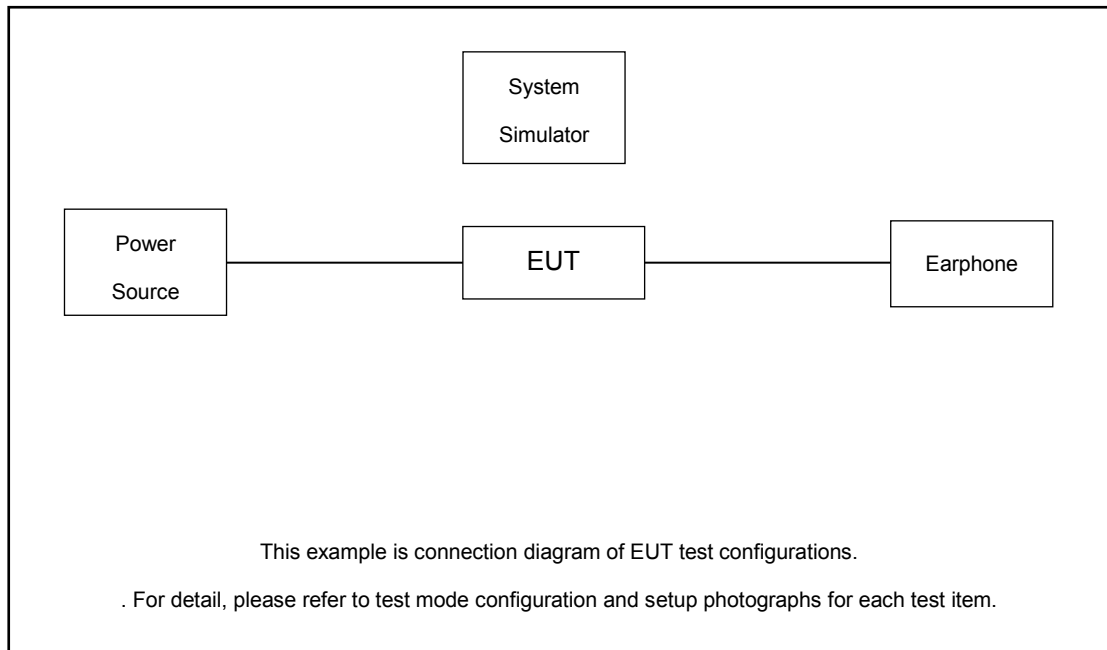 System
Simulator
Power
Source
EUT
Earphone
This example is connection diagram of EUT test configurations.
. For detail, please refer to test mode configuration and setup photographs for each test item.